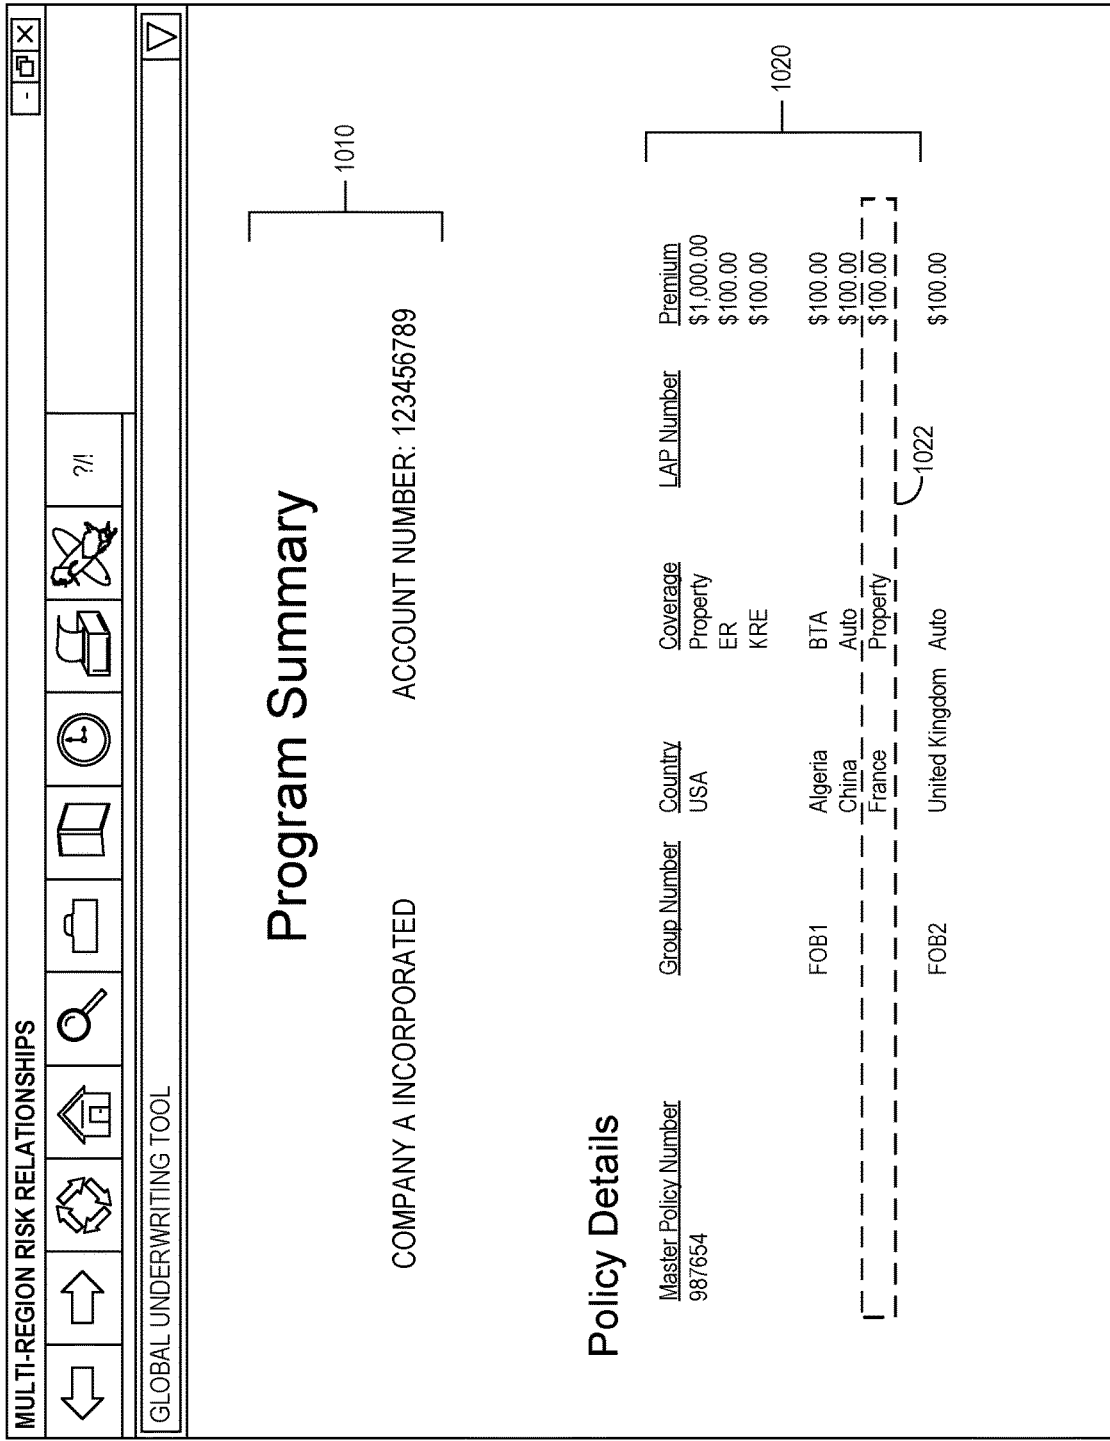 MULTI-REGION RISK RELATIONSHIPS
- X
?/!
GLOBAL UNDERWRITING TOOL
Program Summary
COMPANY A INCORPORATED ACCOUNT NUMBER: 123456789
1010
Policy Details
Master Policy Number Group Number Country Coverage LAP Number Premium
987654 USA Property $1,000.00
ER $100.00
KRE $100.00
FOB1 Algeria BTA $100.00
China Auto $100.00
France Property $100.00
FOB2 United Kingdom Auto $100.00
1020
1022